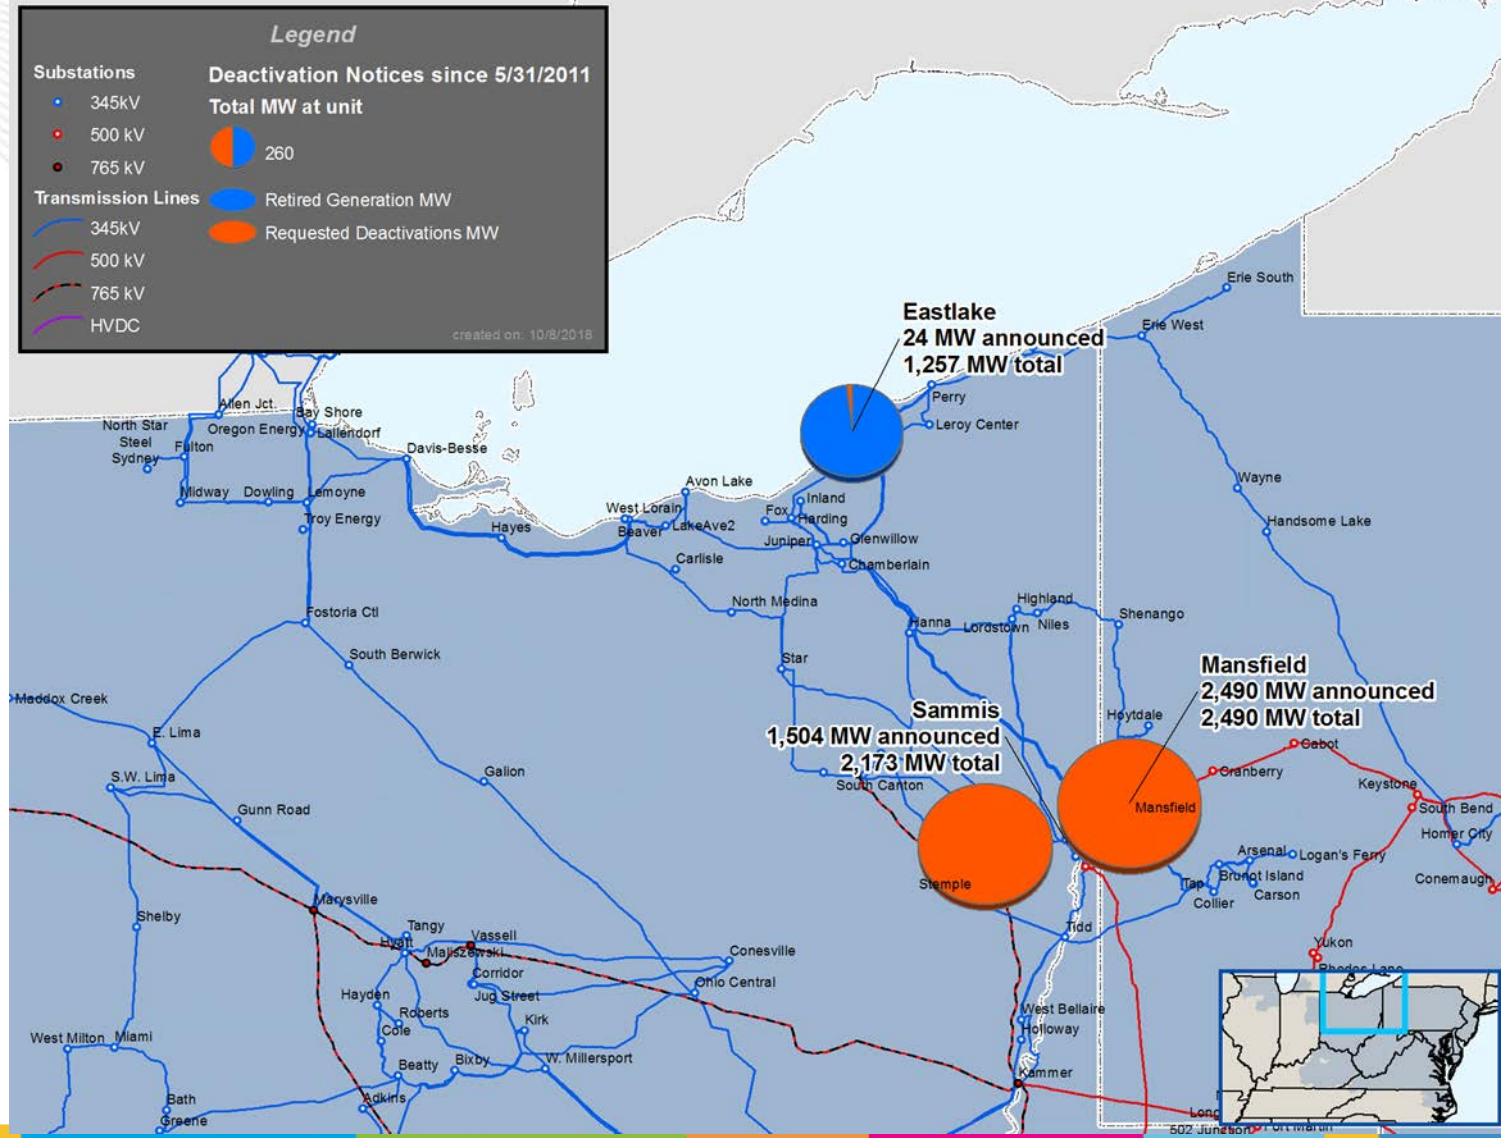 Legend
Substations
345kV
500 kV
765 kV
Transmission Lines
345kV
500 kV
765 kV
HVDC
Deactivation Notices since 5/31/2011
Total MW at unit
260
Retired Generation MW
Requested Deactivations MW
created on: 10/8/2018
Erie South
Eastlake
24 MW announced
1,257 MW total
Erie West
Perry
Leroy Center
Allen Jct.
Bay Shore
North Star
Steel
Oregon Energy
Lallendorf
Fulton
Sydney
Davis-Besse
Midway
Dowling
Lemoyne
Troy Energy
Hayes
Avon Lake
West Lorain
Beaver
LakeAve2
Carlisle
Fox
Inland
Harding
Juniper
Glenwillow
Chamberlain
Wayne
Handsome Lake
North Medina
Hanna
Lordstown
Highland
Niles
Shenango
Fostoria Ctl
South Berwick
Star
Maddox Creek
E. Lima
S.W. Lima
Gunn Road
Galion
Mansfield
2,490 MW announced
2,490 MW total
Sammis
1,504 MW announced
2,173 MW total
Hoytdale
Cabot
Cranberry
Keystone
South Bend
Homer City
South Canton
Mansfield
Stemple
Arsenal
Logan's Ferry
Brunot Island
Tap
Collier
Carson
Conemaugh
Marysville
Shelby
Tangy
Hyatt
Vassell
Maliszewski
Corridor
Jug Street
Conesville
Ohio Central
Tidd
Yukon
Rhodes Lane
Hayden
Roberts
Cole
Kirk
West Bellaire
Holloway
West Milton
Miami
Beatty
Bixby
W. Millersport
Kammer
Bath
Adkins
Greene
Long
502 Junction
Fort Martin